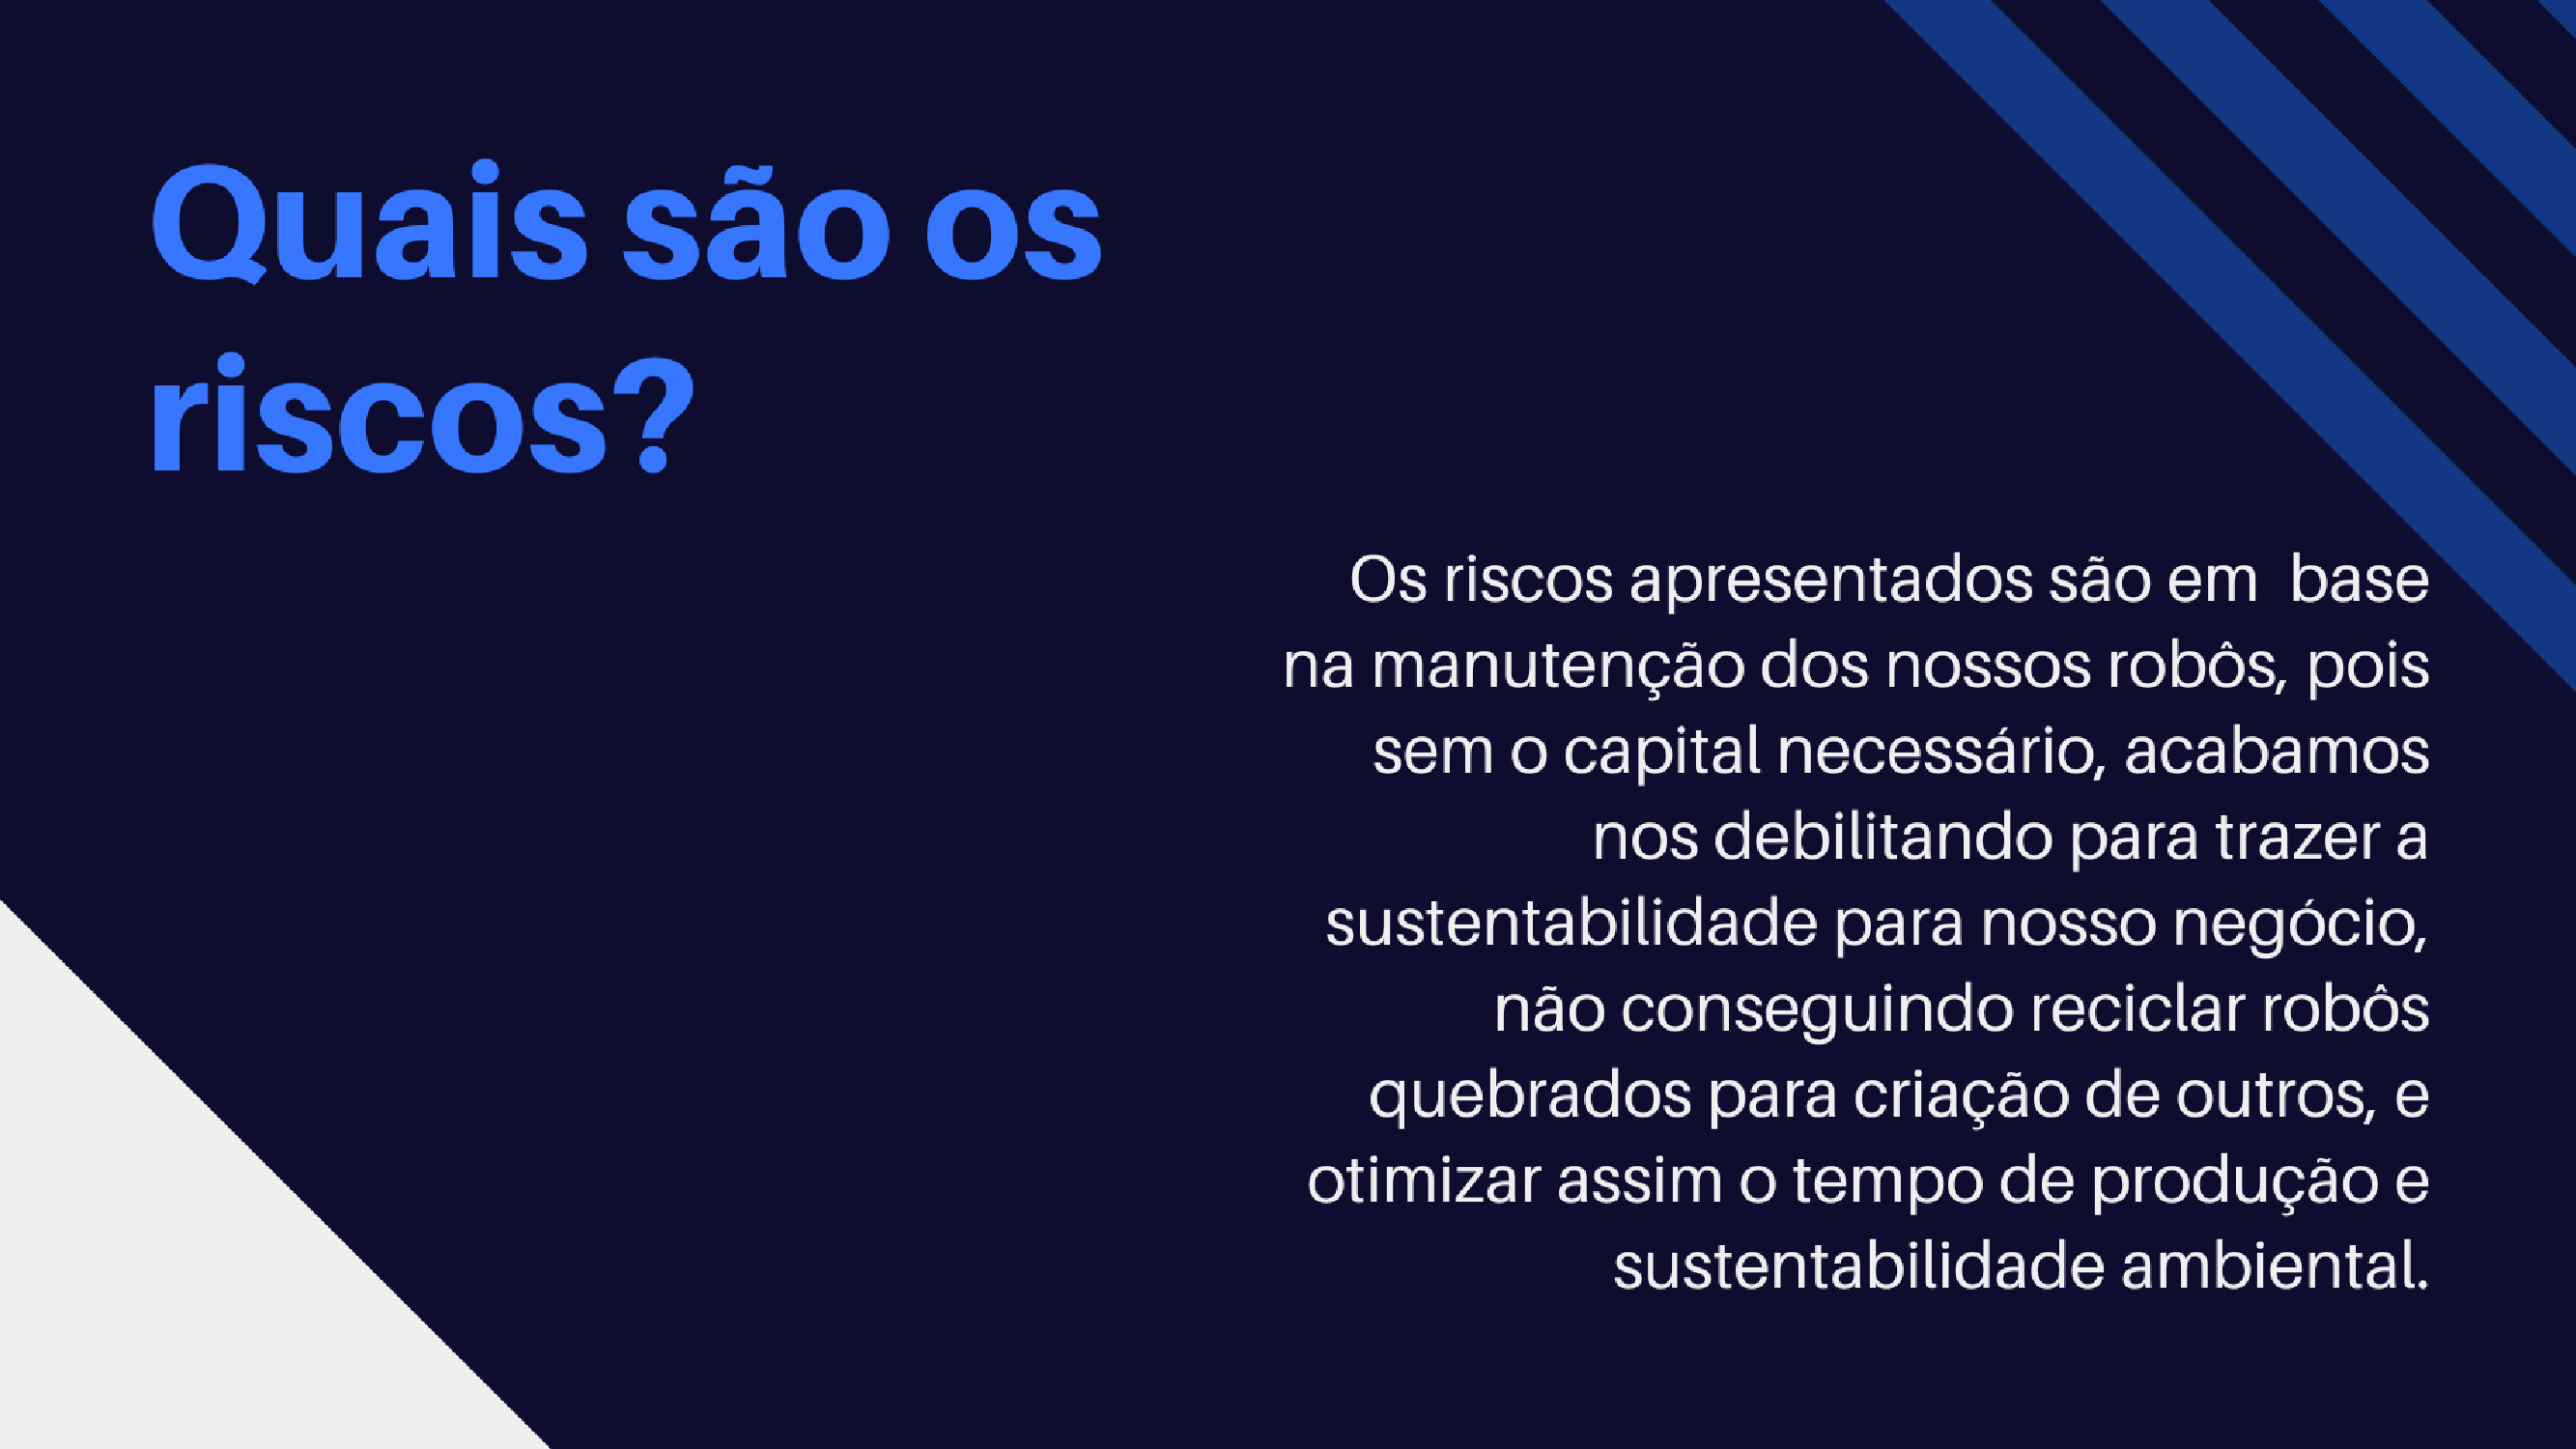 Quais são os
riscos?
Os riscos apresentados são em  base
na manutenção dos nossos robôs, pois
sem o capital necessário, acabamos
nos debilitando para trazer a
sustentabilidade para nosso negócio,
não conseguindo reciclar robôs
quebrados para criação de outros, e
otimizar assim o tempo de produção e
sustentabilidade ambiental.